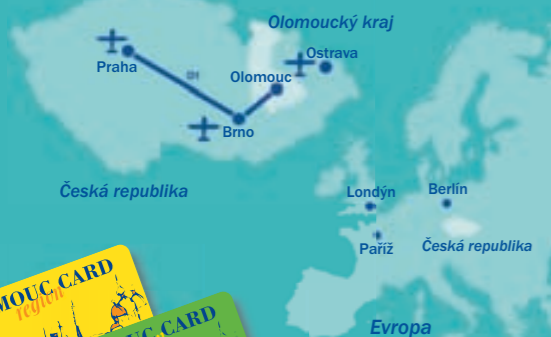 Olomoucký kraj
Praha
D1
Olomouc
Ostrava
Brno
Česká republika
Londýn
Berlín
Paříž
Česká republika
Evropa
MOUC CARD
region
UC CARD